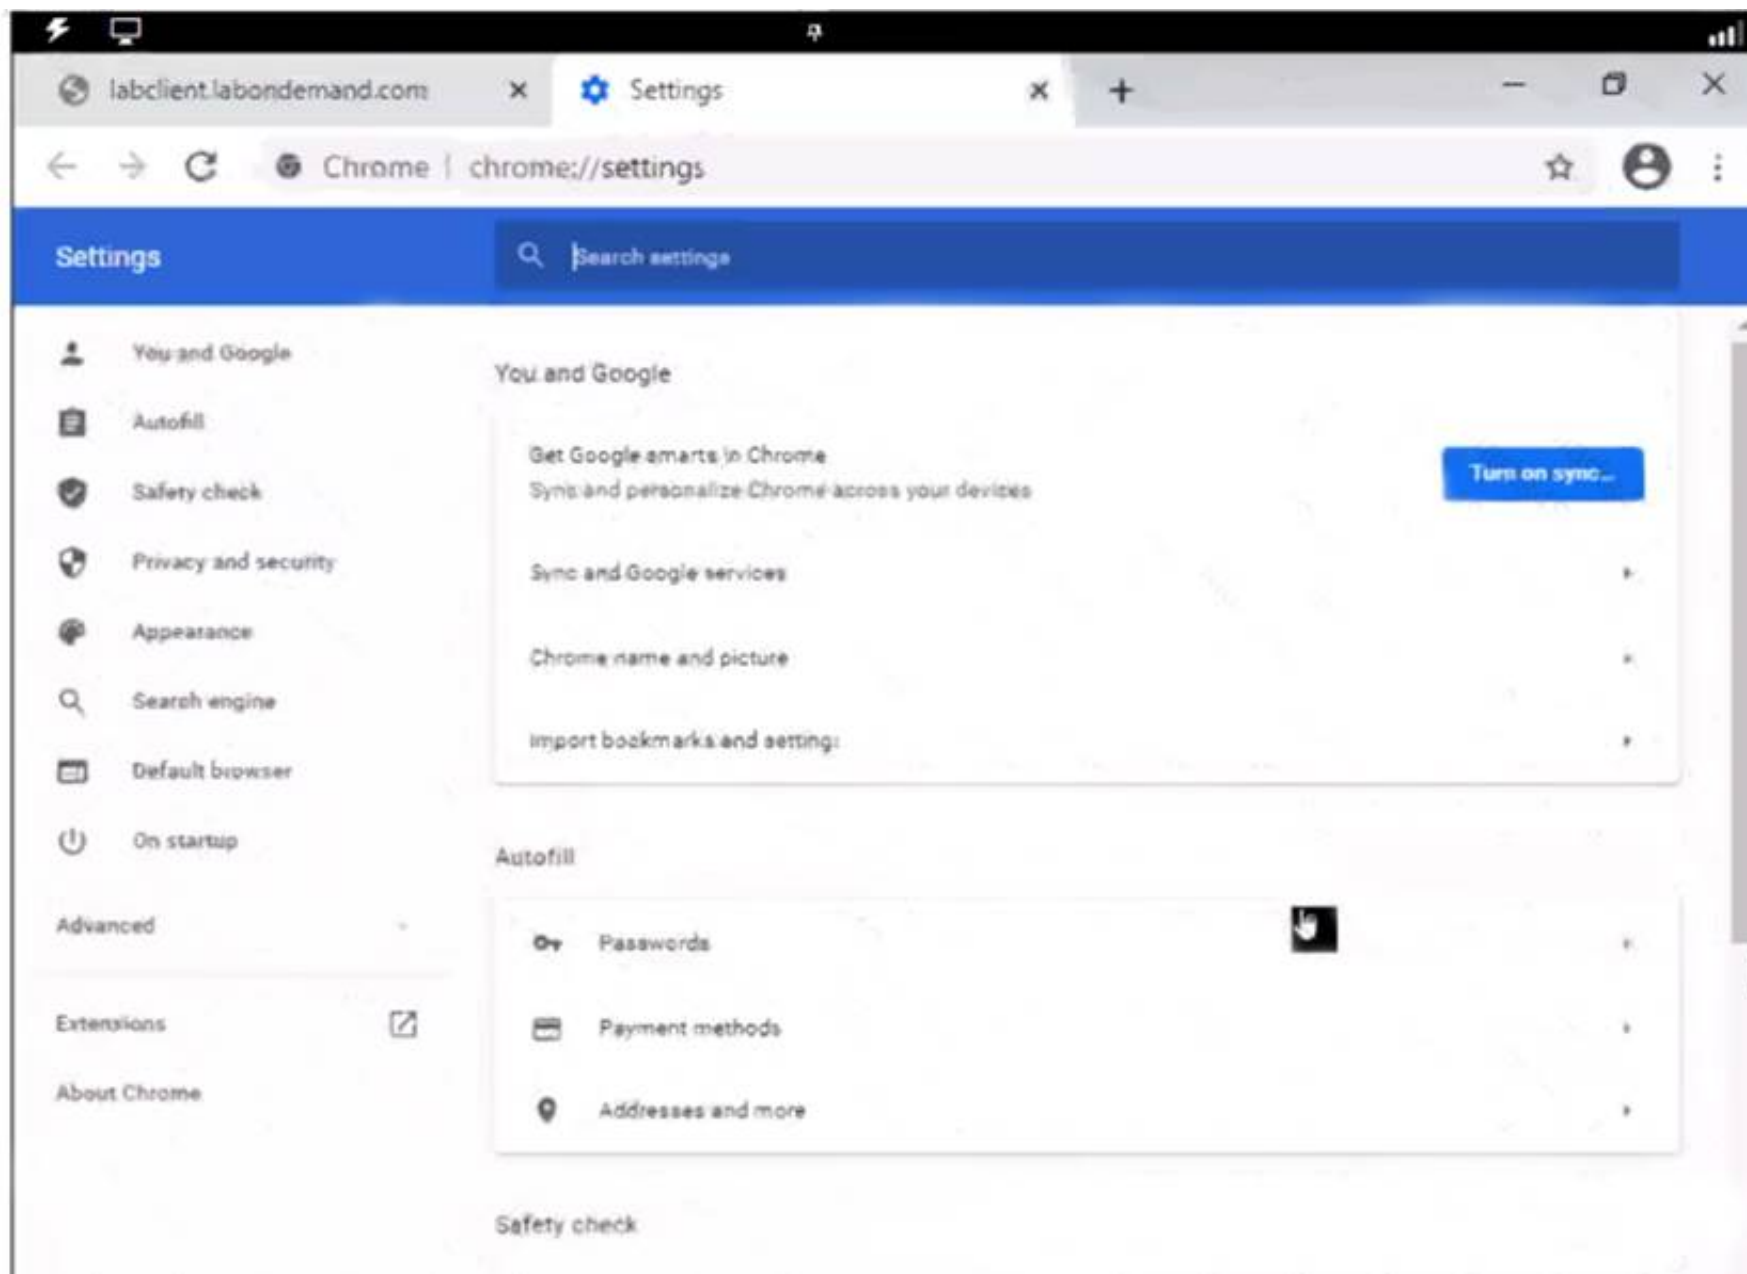 labclient.labondemand.com
Settings
Chrome | chrome://settings
Settings
Search settings
You and Google
Autofill
Safety check
Privacy and security
Appearance
Search engine
Default browser
On startup
Advanced
Extensions
About Chrome
You and Google
Get Google smarts in Chrome
Sync and personalize Chrome across your devices
Turn on sync...
Sync and Google services
Chrome name and picture
Import bookmarks and settings
Autofill
Passwords
Payment methods
Addresses and more
Safety check